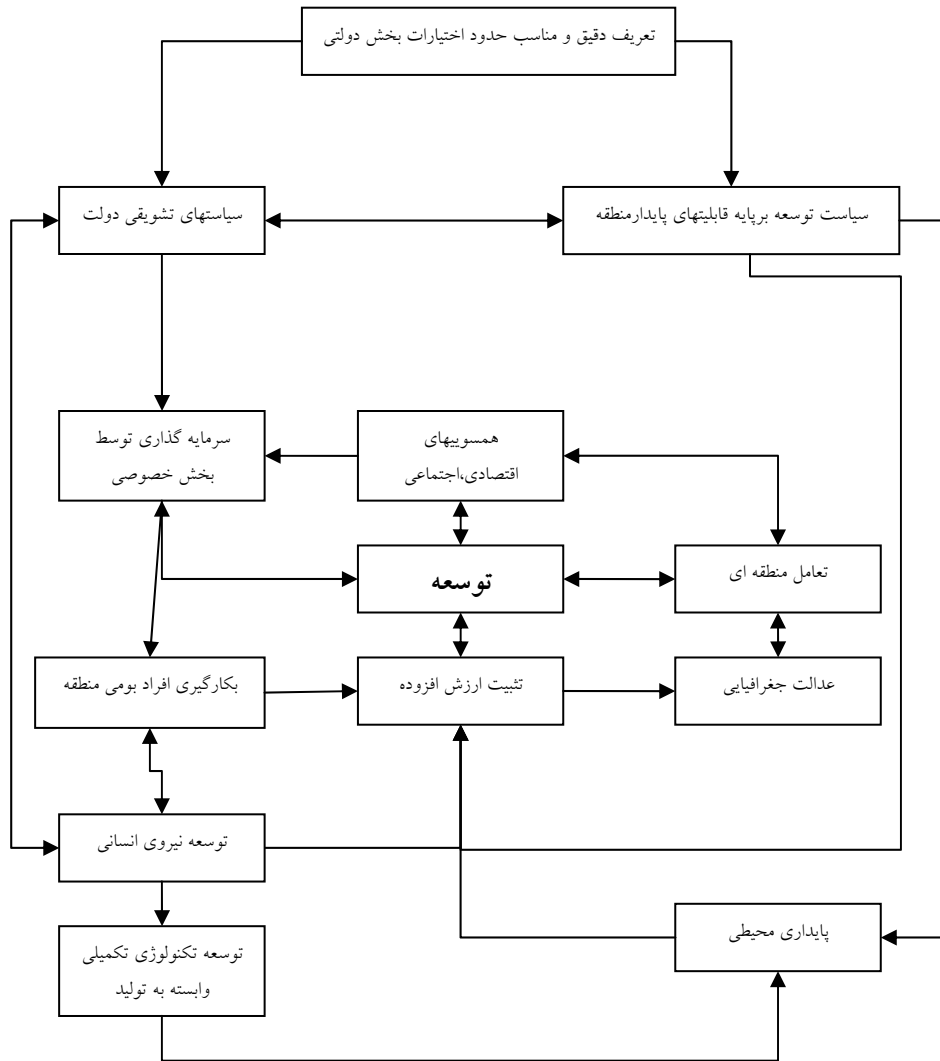 تعریف دقیق و مناسب حدود اختیارات بخش دولتی
سیاست توسعه برپایه قابلیتهای پایدارمنطقه
سیاستهای تشویقی دولت
همسوییهای
اقتصادی،اجتماعی
سرمایه گذاری توسط
بخش خصوصی
تعامل منطقه ای
توسعه
عدالت جغرافیایی
تثبیت ارزش افزوده
بکارگیری افراد بومی منطقه
توسعه نیروی انسانی
پایداری محیطی
توسعه تکنولوژی تکمیلی
وابسته به تولید